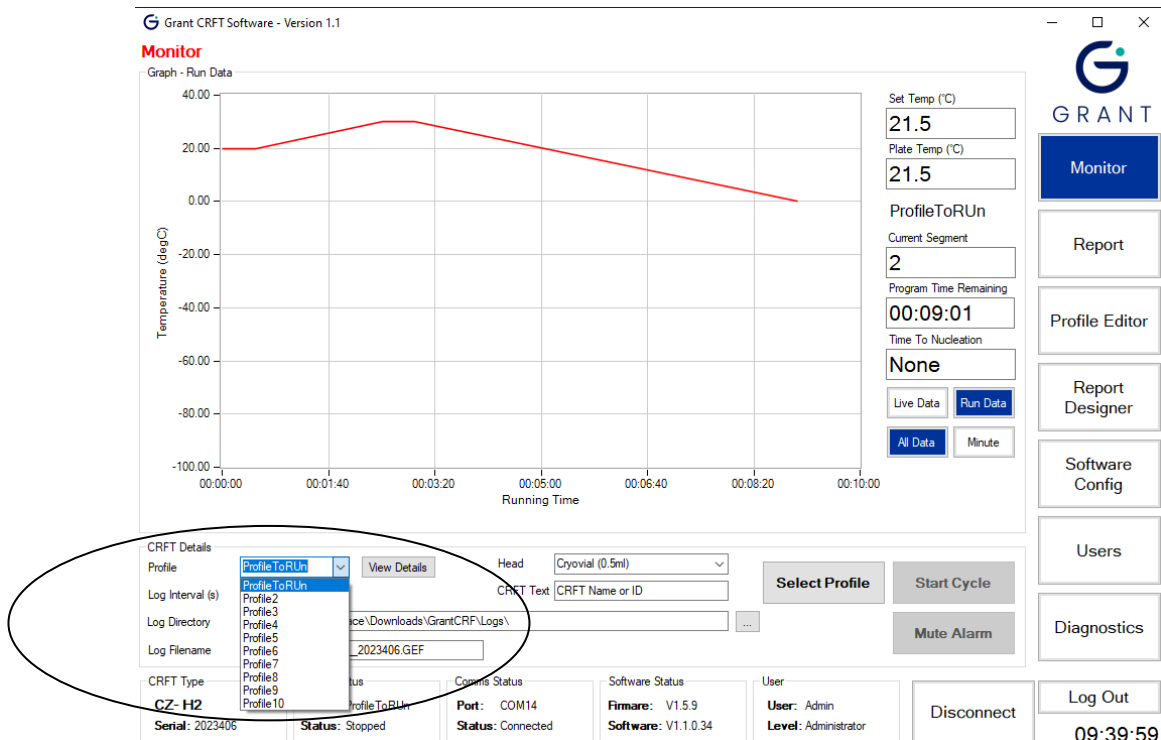 Grant CRFT Software - Version 1.1
Monitor
Graph - Run Data
40.00
20.00
0.00
-20.00
-40.00
-60.00
-80.00
-100.00
Temperature (degC)
00:00:00 00:01:40 00:03:20 00:05:00 00:06:40 00:08:20 00:10:00
Running Time
Set Temp (°C)
21.5
Plate Temp (°C)
21.5
ProfileToRUn
Current Segment
2
Program Time Remaining
00:09:01
Time To Nucleation
None
Live Data Run Data
All Data Minute
GRANT
Monitor
Report
Profile Editor
Report
Designer
Software
Config
Users
Diagnostics
Log Out
09:39:59
CRFT Details
Profile ProfileToRUn View Details Head Cryovial (0.5ml)
ProfileToRUn
Profile2
Profile3
Profile4
Profile5
Profile6
Profile7
Profile8
Profile9
Profile10
Log Interval (s) CRFT Text CRFT Name or ID
Log Directory ace\Downloads\GrantCRF\Logs\ ...
Log Filename _2023406.GEF
Select Profile Start Cycle
Mute Alarm
CRFT Type tus Comms Status Software Status User
CZ- H2 ProfileToRUn Port: COM14 Firmare: V1.5.9 User: Admin
Serial: 2023406 Status: Stopped Status: Connected Software: V1.1.0.34 Level: Administrator
Disconnect